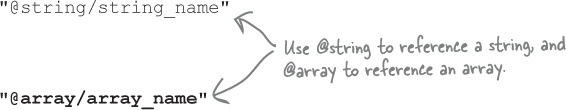 "@string/string_name"
Use @string to reference a string, and
@array to reference an array.
"@array/array_name"